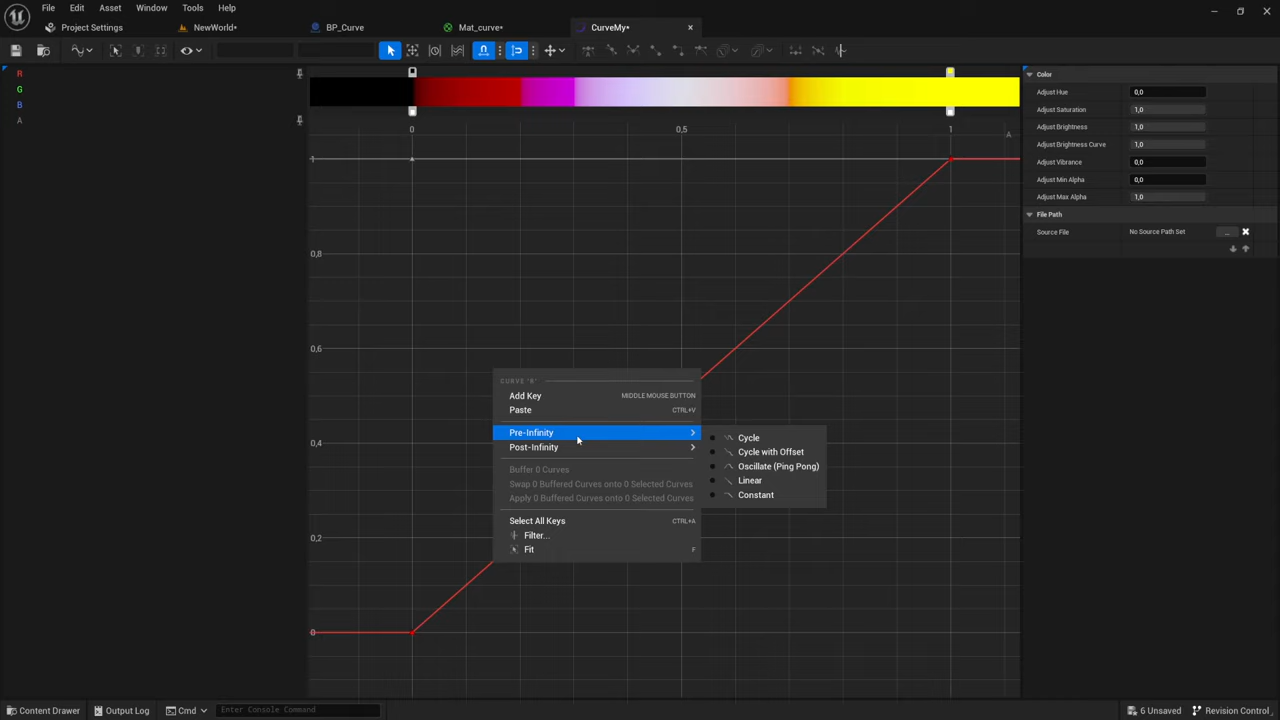 File Edit Asset Window Tools Help
Project Settings NewWorld• BP_Curve Mat_curve• CurveMy•
R
G
B
A
0 0,5 1
A
1
0,8
0,6
0,4
0,2
0
CURVE 'R'
Add Key MIDDLE MOUSE BUTTON
Paste CTRL+V
Pre-Infinity
Post-Infinity
Buffer 0 Curves
Swap 0 Buffered Curves onto 0 Selected Curves
Apply 0 Buffered Curves onto 0 Selected Curves
Select All Keys CTRL+A
Filter...
Fit F
Cycle
Cycle with Offset
Oscillate (Ping Pong)
Linear
Constant
Color
Adjust Hue 0,0
Adjust Saturation 1,0
Adjust Brightness 1,0
Adjust Brightness Curve 1,0
Adjust Vibrance 0,0
Adjust Min Alpha 0,0
Adjust Max Alpha 1,0
File Path
Source File No Source Path Set ...
Content Drawer Output Log Cmd Enter Console Command 6 Unsaved Revision Control